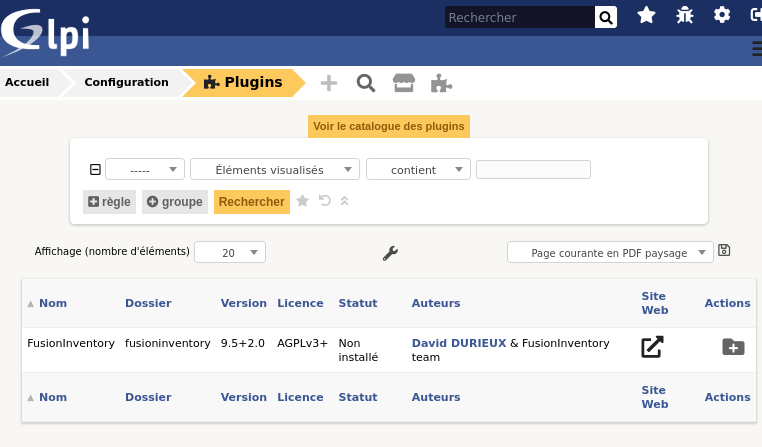 Glpi
Rechercher
Accueil Configuration Plugins
Voir le catalogue des plugins
----- Éléments visualisés contient
règle groupe Rechercher
Affichage (nombre d'éléments) 20 Page courante en PDF paysage
Nom Dossier Version Licence Statut Auteurs Site Web Actions
FusionInventory fusioninventory 9.5+2.0 AGPLv3+ Non installé David DURIEUX & FusionInventory team
Nom Dossier Version Licence Statut Auteurs Site Web Actions